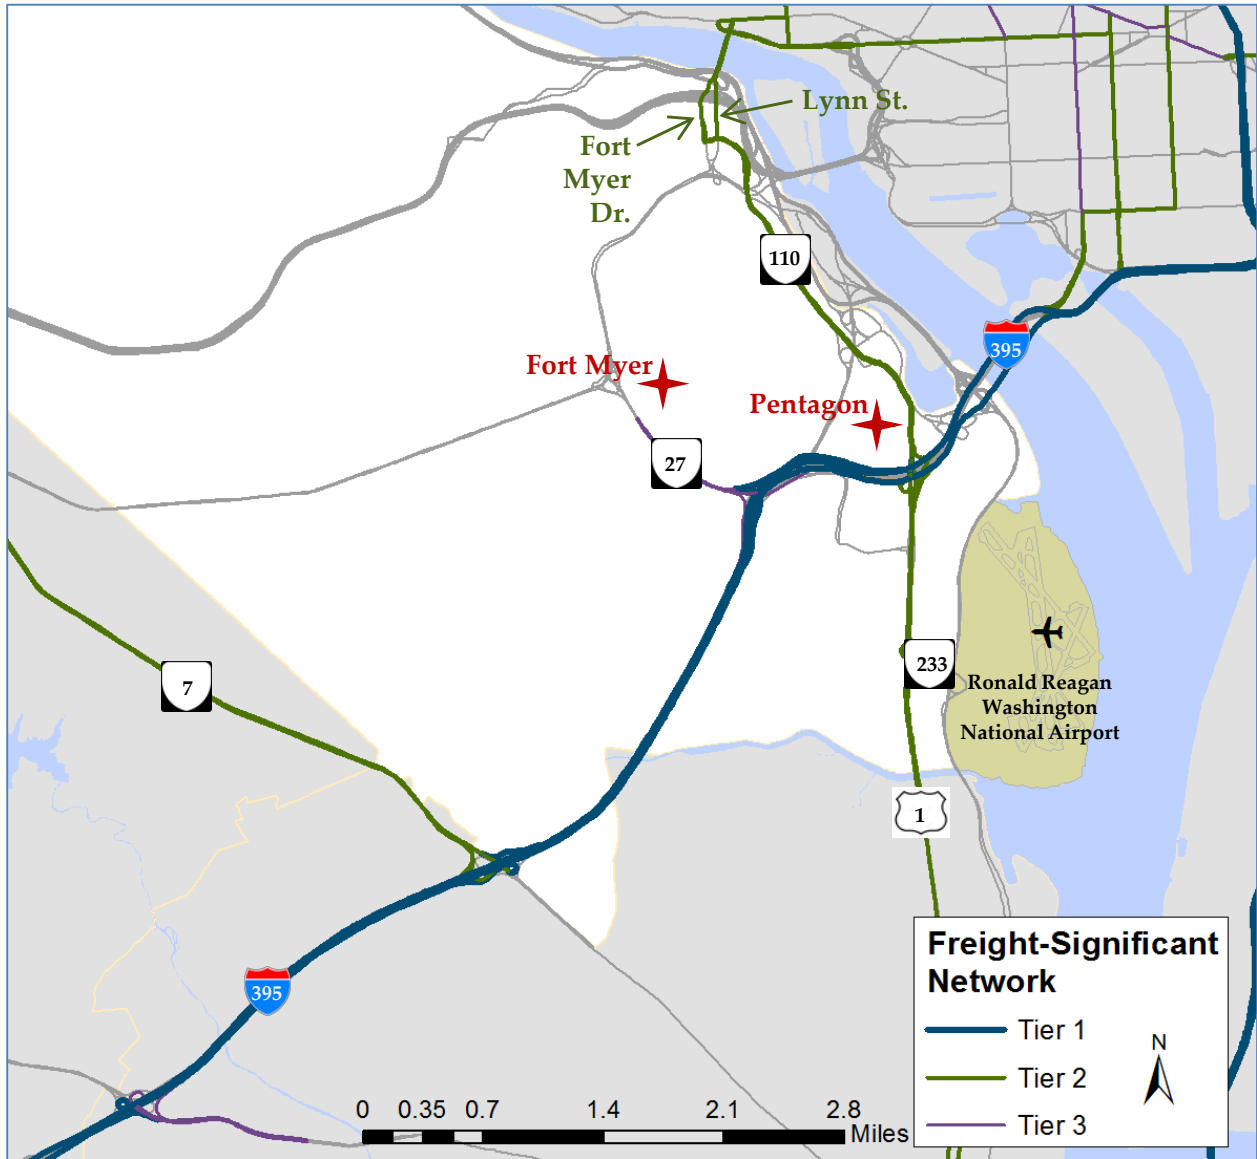 Lynn St.
Fort
Myer
Dr.
110
395
Fort Myer
Pentagon
27
233
7
Ronald Reagan
Washington
National Airport
1
395
Freight-Significant
Network
Tier 1
Tier 2
Tier 3
N
0 0.35 0.7 1.4 2.1 2.8
Miles